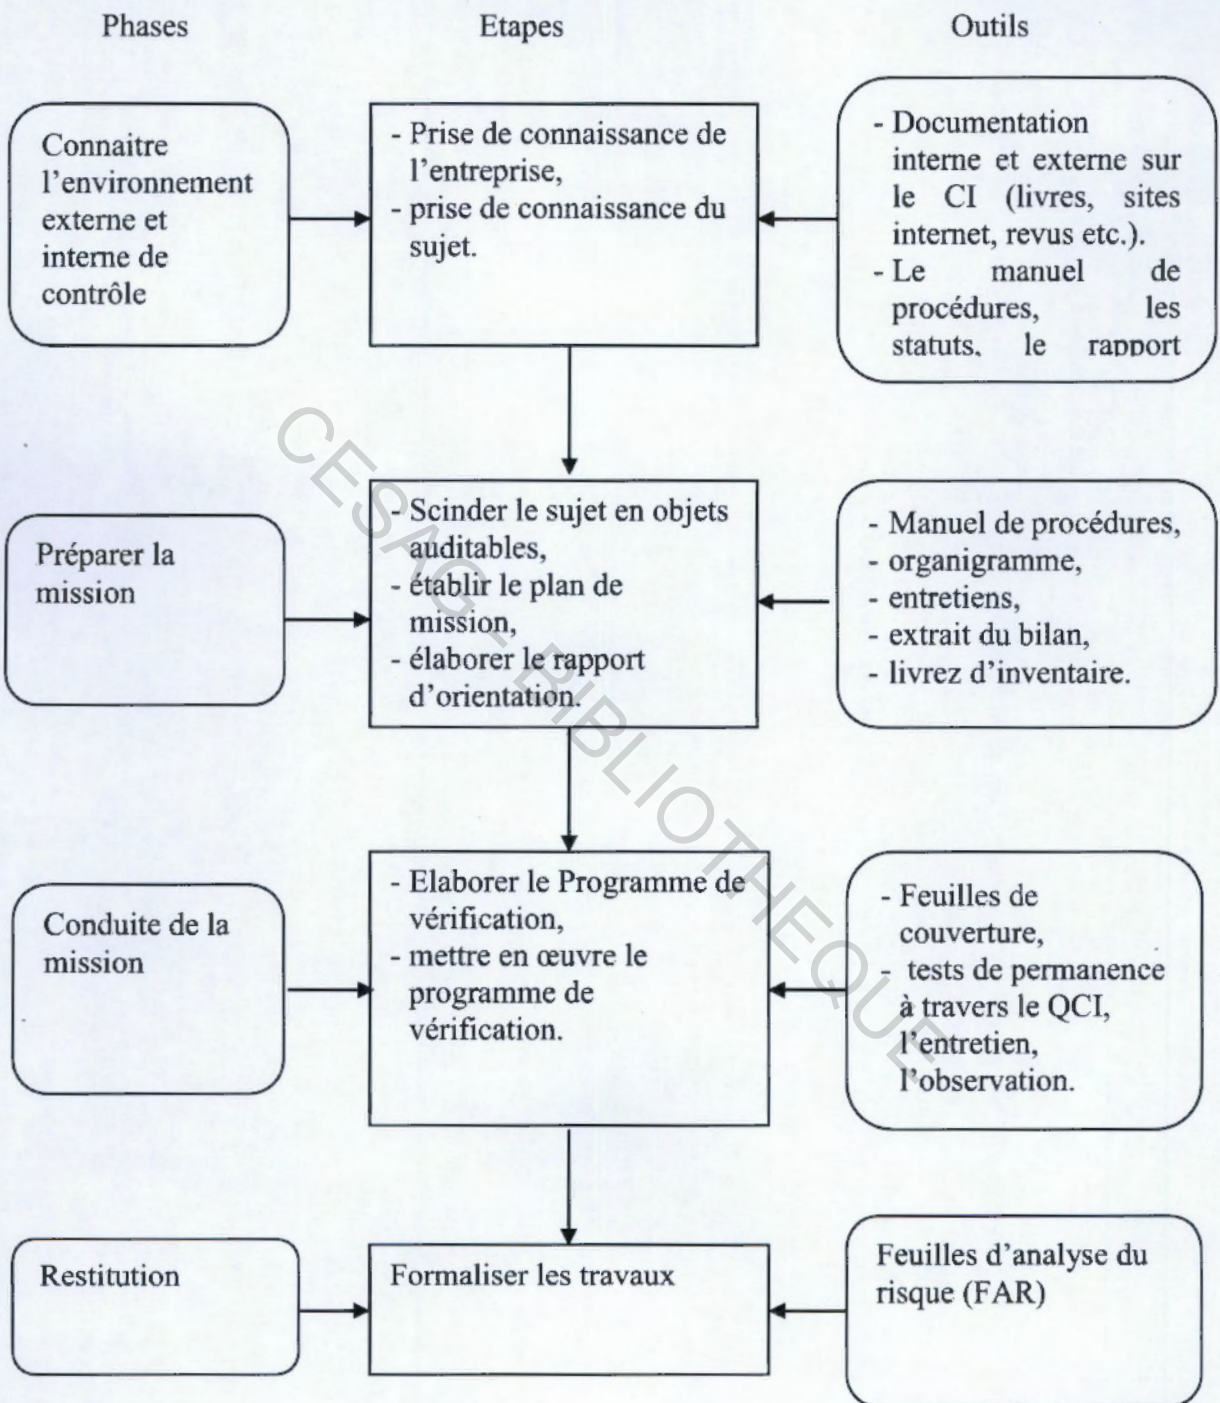 Phases Etapes Outils
Connaitre
l'environnement
externe et
interne de
contrôle
- Prise de connaissance de
l'entreprise,
- prise de connaissance du
sujet.
- Documentation
interne et externe sur
le CI (livres, sites
internet, revus etc.).
- Le manuel de
procédures, les
statuts, le rapport
Préparer la
mission
- Scinder le sujet en objets
auditables,
- établir le plan de
mission,
- élaborer le rapport
d'orientation.
- Manuel de procédures,
- organigramme,
- entretiens,
- extrait du bilan,
- livrez d'inventaire.
Conduite de la
mission
- Elaborer le Programme de
vérification,
- mettre en œuvre le
programme de
vérification.
- Feuilles de
couverture,
- tests de permanence
à travers le QCI,
l'entretien,
l'observation.
Restitution
Formaliser les travaux
Feuilles d'analyse du
risque (FAR)
CESAG - BIBLIOTHEQUE